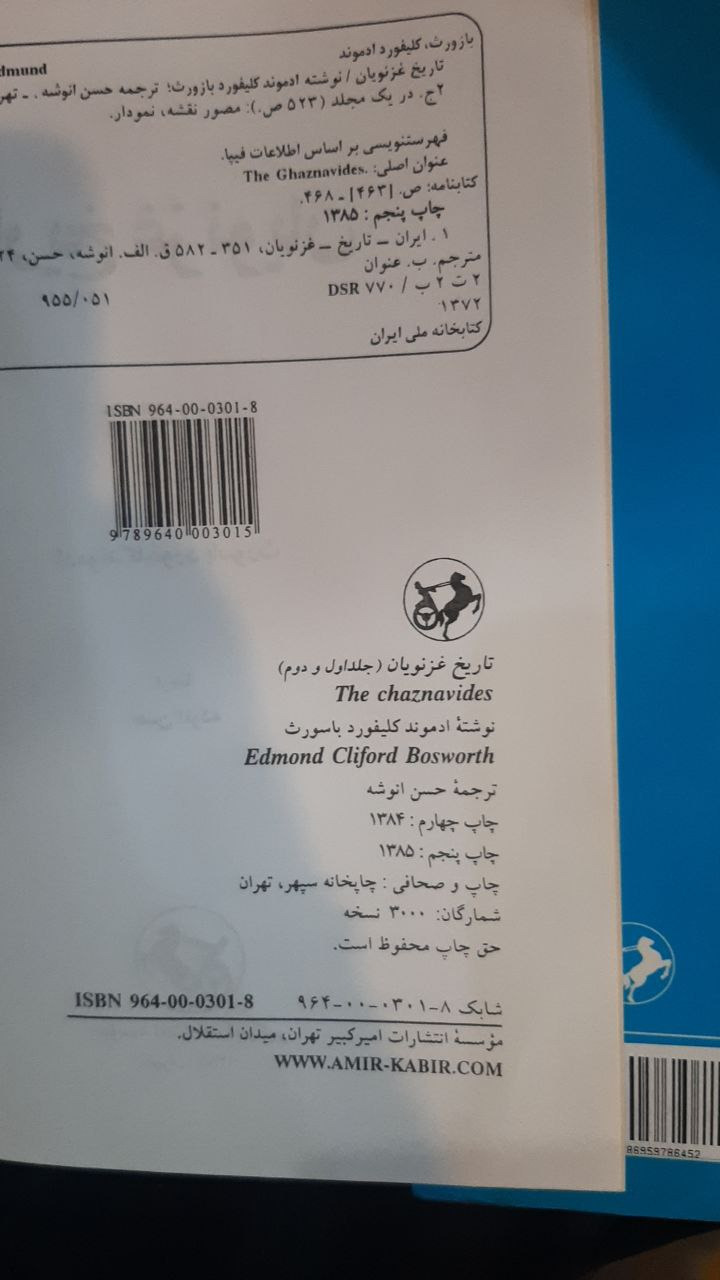 بازورث، کلیفورد ادموند
dmund
تاریخ غزنویان / نوشته ادموند کلیفورد بازورث؛ ترجمه حسن انوشه . ـ تهر
۲ج. در یک مجلد (۵۲۳ ص.): مصور نقشه، نمودار.
فهرستنویسی بر اساس اطلاعات فیپا.
عنوان اصلی: .The Ghaznavides
کتابنامه: ص. [۴۶۳] ـ ۴۶۸.
چاپ پنجم : ۱۳۸۵
۱ . ایران ــ تاریخ ــ غزنویان، ۳۵۱ ـ ۵۸۲ ق. الف. انوشه، حسن، ۲۴
مترجم. ب. عنوان
۲ ت ۲ ب / ۷۷۰ DSR
۹۵۵/۰۵۱
۱۳۷۲
کتابخانه ملی ایران
ISBN 964-00-0301-8
9 789640 003015
تاریخ غزنویان (جلداول و دوم)
The chaznavides
نوشتهٔ ادموند کلیفورد باسورث
Edmond Cliford Bosworth
ترجمهٔ حسن انوشه
چاپ چهارم : ۱۳۸۴
چاپ پنجم : ۱۳۸۵
چاپ و صحافی : چاپخانه سپهر، تهران
شمارگان: ۳۰۰۰ نسخه
حق چاپ محفوظ است.
شابک ۸-۰۳۰۱-۰۰-۹۶۴ ISBN 964-00-0301-8
مؤسسهٔ انتشارات امیرکبیر تهران، میدان استقلال.
WWW.AMIR-KABIR.COM
86959786452